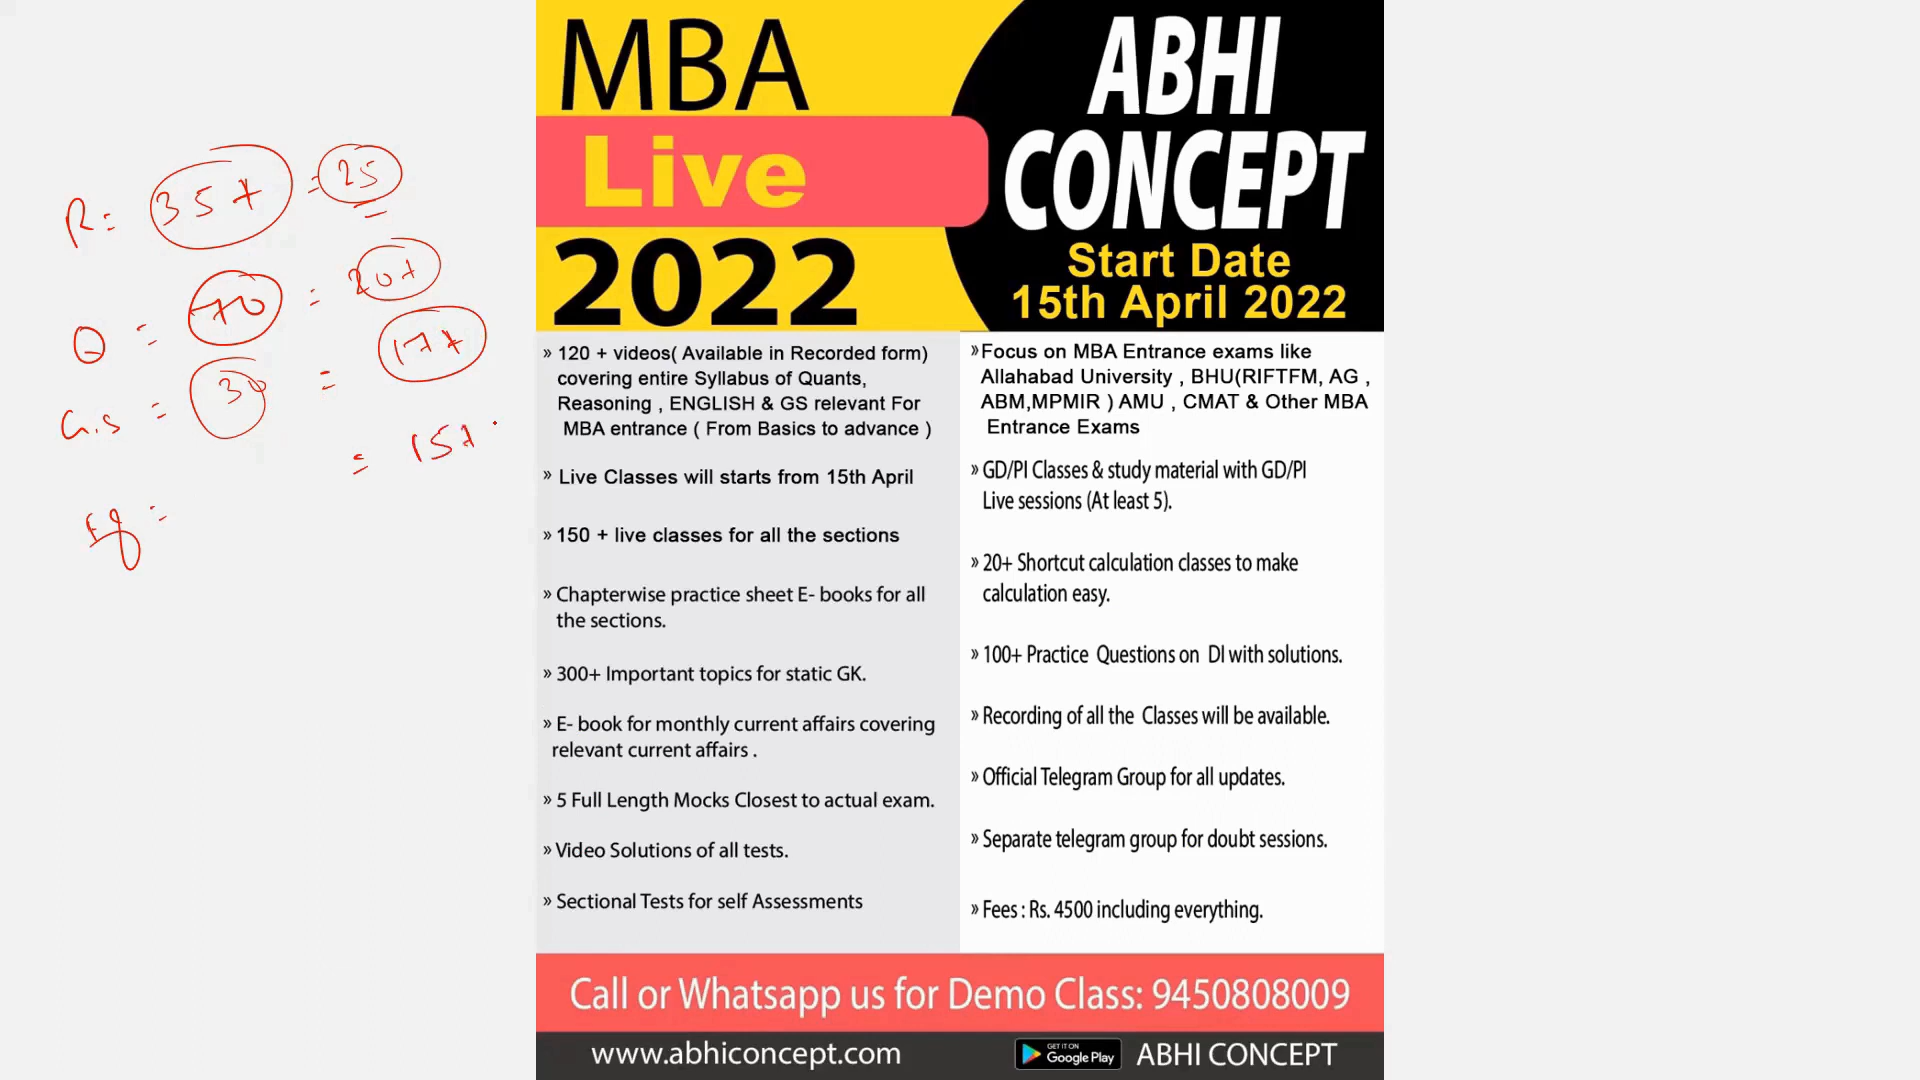 R = 35+ = 25
Q = 70 = 20+
G.S = 30 = 17+
= 15+
MBA
Live
2022
ABHI
CONCEPT
Start Date
15th April 2022
» 120 + videos( Available in Recorded form)
covering entire Syllabus of Quants,
Reasoning , ENGLISH & GS relevant For
MBA entrance ( From Basics to advance )
» Live Classes will starts from 15th April
» 150 + live classes for all the sections
» Chapterwise practice sheet E- books for all
the sections.
» 300+ Important topics for static GK.
» E- book for monthly current affairs covering
relevant current affairs .
» 5 Full Length Mocks Closest to actual exam.
» Video Solutions of all tests.
» Sectional Tests for self Assessments
» Focus on MBA Entrance exams like
Allahabad University , BHU(RIFTFM, AG ,
ABM,MPMIR ) AMU , CMAT & Other MBA
Entrance Exams
» GD/PI Classes & study material with GD/PI
Live sessions (At least 5).
» 20+ Shortcut calculation classes to make
calculation easy.
» 100+ Practice Questions on DI with solutions.
» Recording of all the Classes will be available.
» Official Telegram Group for all updates.
» Separate telegram group for doubt sessions.
» Fees : Rs. 4500 including everything.
Call or Whatsapp us for Demo Class: 9450808009
www.abhiconcept.com
GET IT ON
Google Play
ABHI CONCEPT